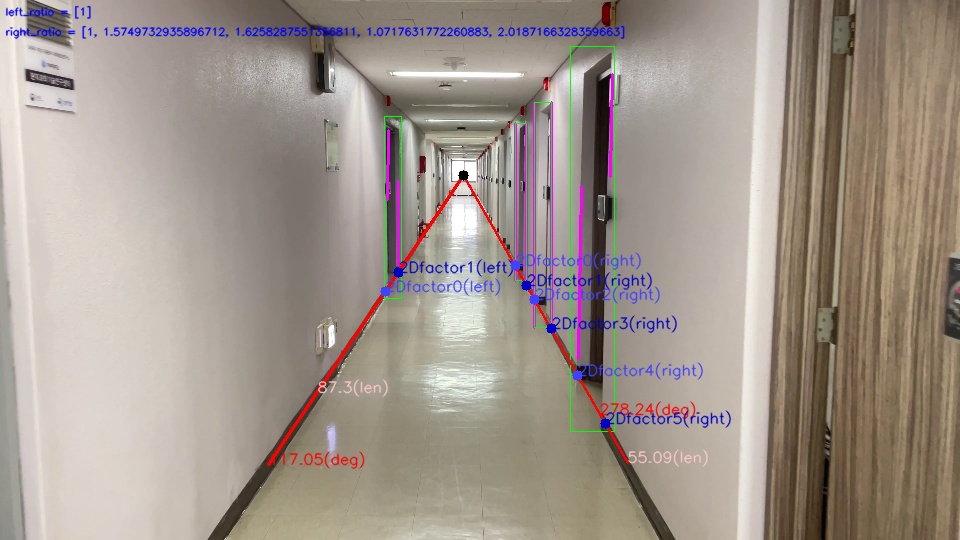 left_ratio = [1]
right_ratio = [1, 1.5749732935896712, 1.6258287551356811, 1.0717631772260883, 2.0187166328359663]
2Dfactor0(right)
2Dfactor1(left)
2Dfactor1(right)
2Dfactor0(left)
2Dfactor2(right)
2Dfactor3(right)
2Dfactor4(right)
87.3(len)
278.24(deg)
2Dfactor5(right)
117.05(deg)
55.09(len)